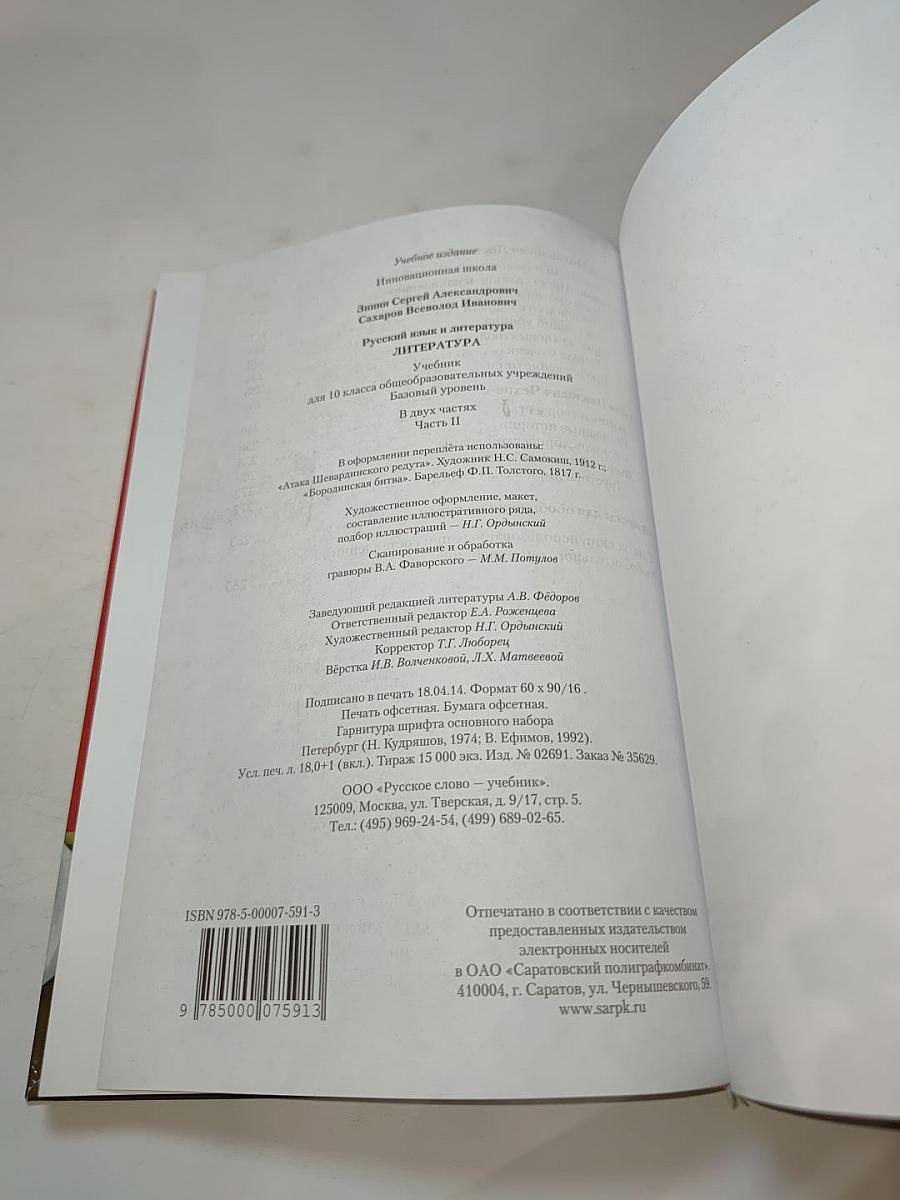 Учебное издание
Инновационная школа
Зинин Сергей Александрович
Сахаров Всеволод Иванович
Русский язык и литература
ЛИТЕРАТУРА
Учебник
для 10 класса общеобразовательных учреждений
Базовый уровень
В двух частях
Часть II
В оформлении переплёта использованы:
«Атака Шевардинского редута». Художник Н.С. Самокиш, 1912 г.;
«Бородинская битва». Барельеф Ф.П. Толстого, 1817 г.
Художественное оформление, макет,
составление иллюстративного ряда,
подбор иллюстраций — Н.Г. Ордынский
Сканирование и обработка
гравюры В.А. Фаворского — М.М. Потулов
Заведующий редакцией литературы А.В. Фёдоров
Ответственный редактор Е.А. Роженцева
Художественный редактор Н.Г. Ордынский
Корректор Т.Г. Люборец
Вёрстка И.В. Волченковой, Л.Х. Матвеевой
Подписано в печать 18.04.14. Формат 60 х 90/16 .
Печать офсетная. Бумага офсетная.
Гарнитура шрифта основного набора
Петербург (Н. Кудряшов, 1974; В. Ефимов, 1992).
Усл. печ. л. 18,0+1 (вкл.). Тираж 15 000 экз. Изд. № 02691. Заказ № 35629.
ООО «Русское слово — учебник».
125009, Москва, ул. Тверская, д. 9/17, стр. 5.
Тел.: (495) 969-24-54, (499) 689-02-65.
ISBN 978-5-00007-591-3
9 785000 075913
Отпечатано в соответствии с качеством
предоставленных издательством
электронных носителей
в ОАО «Саратовский полиграфкомбинат».
410004, г. Саратов, ул. Чернышевского, 59.
www.sarpk.ru